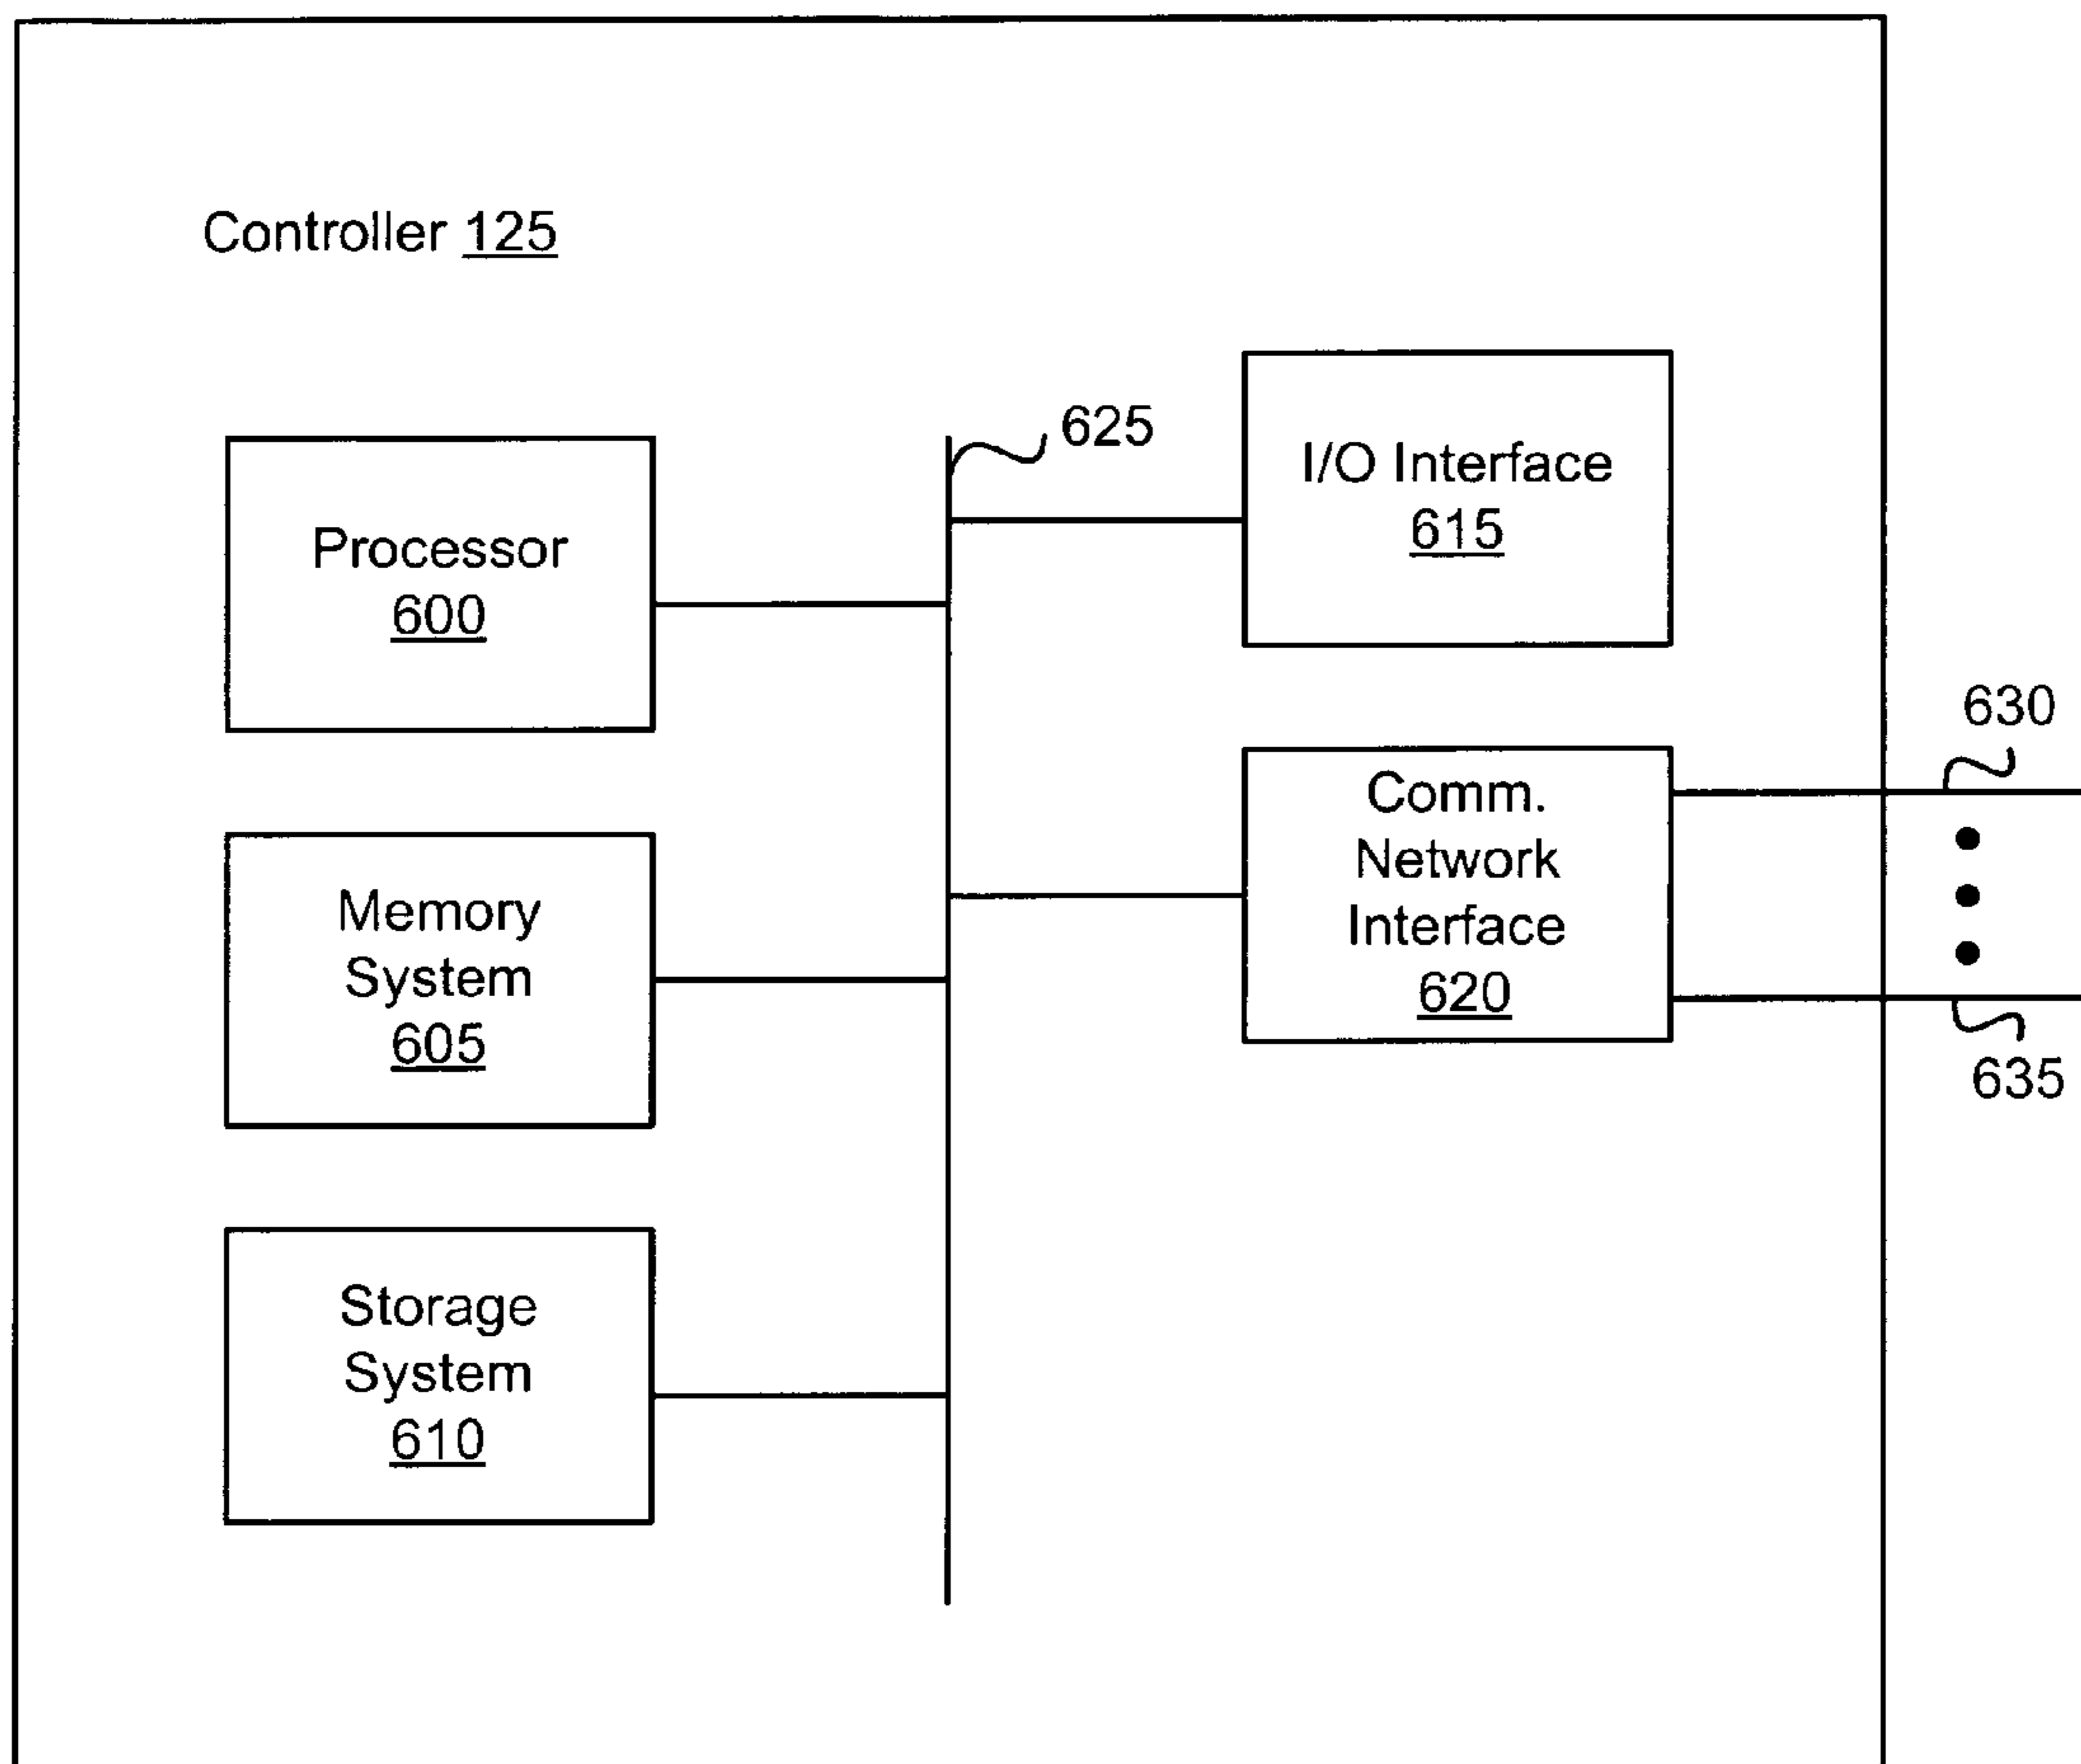 Controller 125
625
I/O Interface
615
Processor
600
630
Comm.
Network
Interface
620
Memory
System
605
635
Storage
System
610